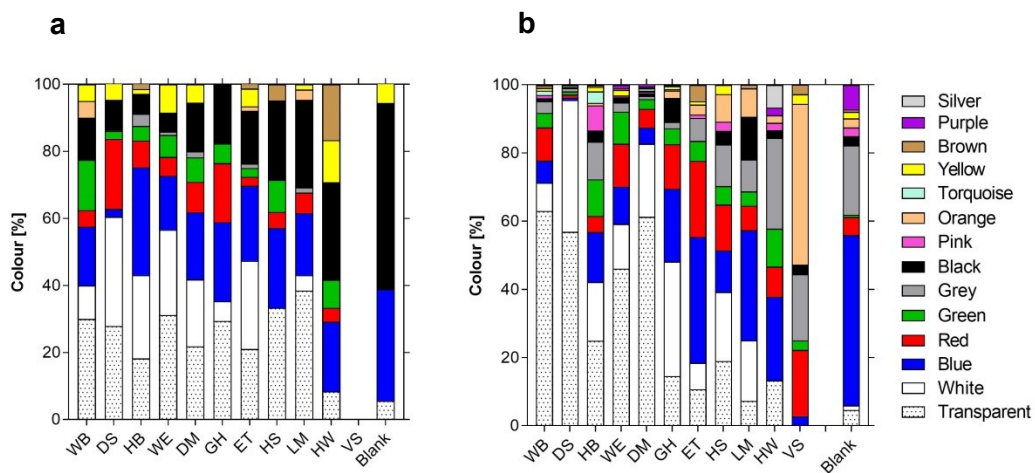 a
Colour [%]
100
80
60
40
20
0
WB DS HB WE DM GH ET HS LM HW VS Blank
b
Colour [%]
100
80
60
40
20
0
WB DS HB WE DM GH ET HS LM HW VS Blank
Silver
Purple
Brown
Yellow
Torquoise
Orange
Pink
Black
Grey
Green
Red
Blue
White
Transparent